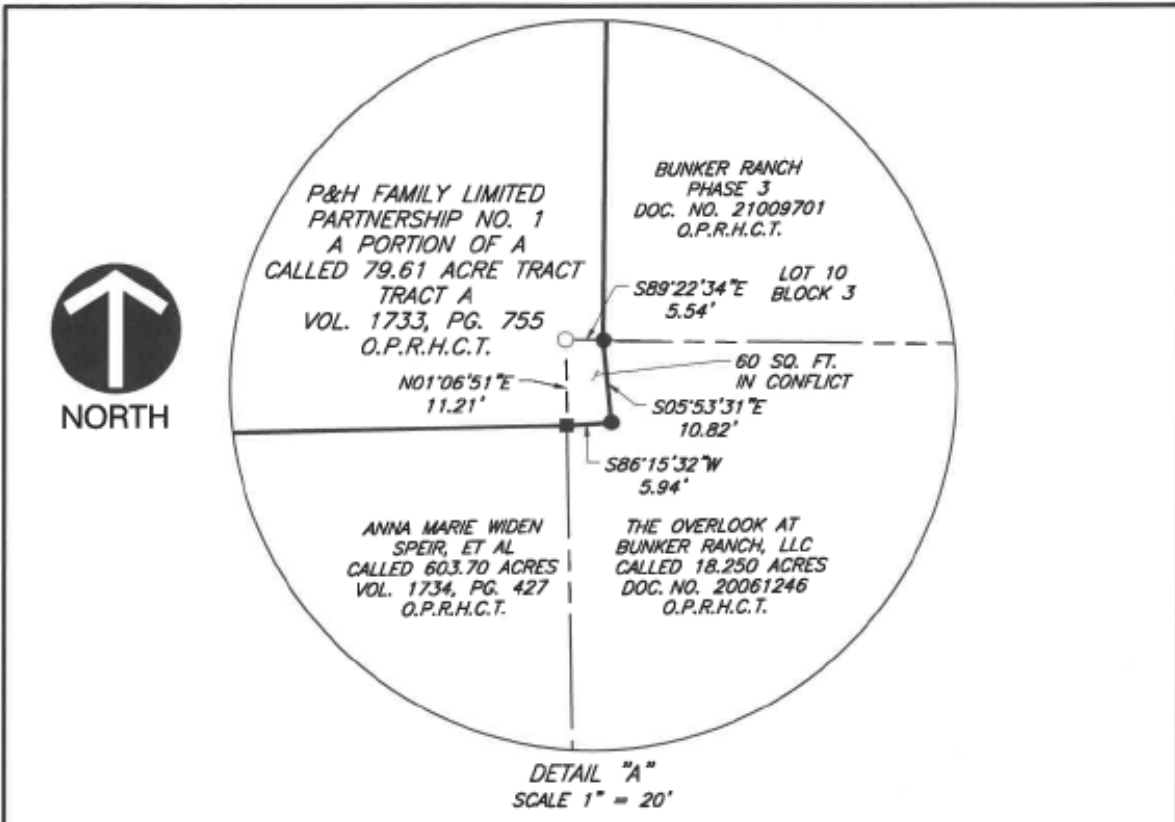 P&H FAMILY LIMITED
PARTNERSHIP NO. 1
A PORTION OF A
CALLED 79.61 ACRE TRACT
TRACT A
VOL. 1733, PG. 755
O.P.R.H.C.T.
BUNKER RANCH
PHASE 3
DOC. NO. 21009701
O.P.R.H.C.T.
LOT 10
BLOCK 3
S89°22'34"E
5.54'
60 SQ. FT.
IN CONFLICT
N01°06'51"E
11.21'
S05°53'31"E
10.82'
S86°15'32"W
5.94'
NORTH
ANNA MARIE WIDEN
SPEIR, ET AL
CALLED 603.70 ACRES
VOL. 1734, PG. 427
O.P.R.H.C.T.
THE OVERLOOK AT
BUNKER RANCH, LLC
CALLED 18.250 ACRES
DOC. NO. 20061246
O.P.R.H.C.T.
DETAIL "A"
SCALE 1" = 20'